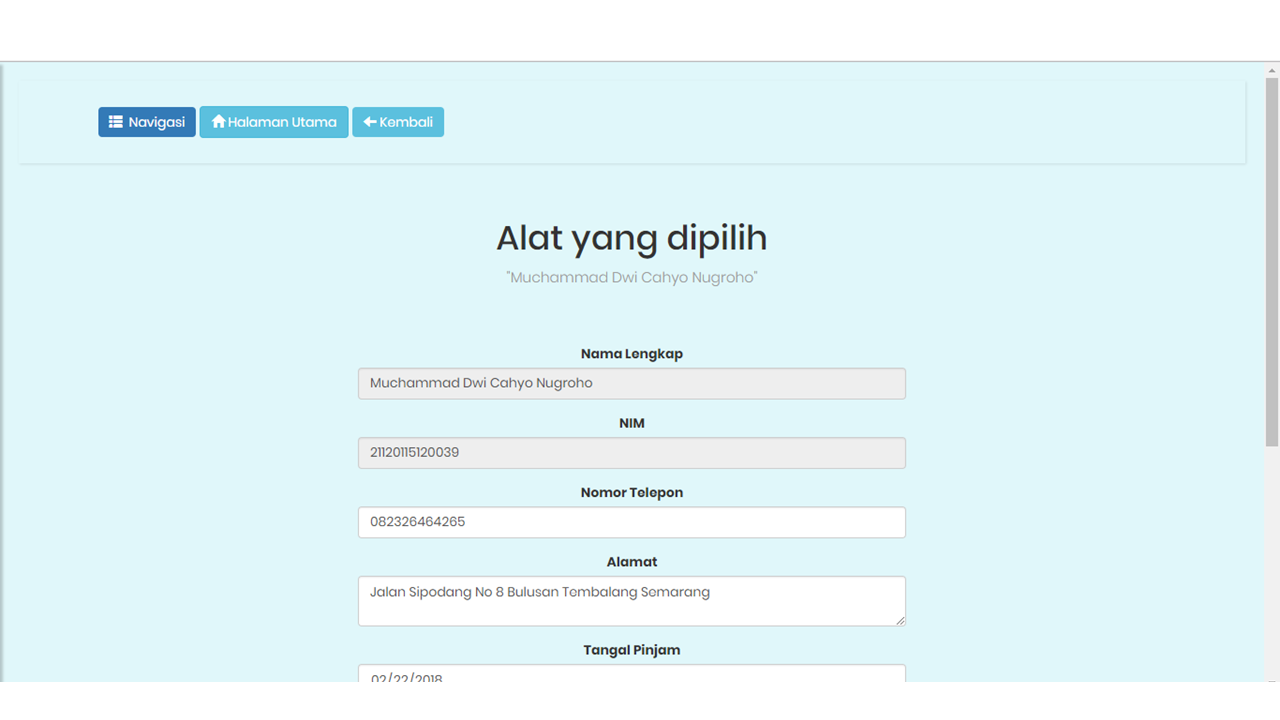 Navigasi Halaman Utama Kembali
Alat yang dipilih
"Muchammad Dwi Cahyo Nugroho"
Nama Lengkap
Muchammad Dwi Cahyo Nugroho
NIM
21120115120039
Nomor Telepon
082326464265
Alamat
Jalan Sipodang No 8 Bulusan Tembalang Semarang
Tangal Pinjam
02/22/2018